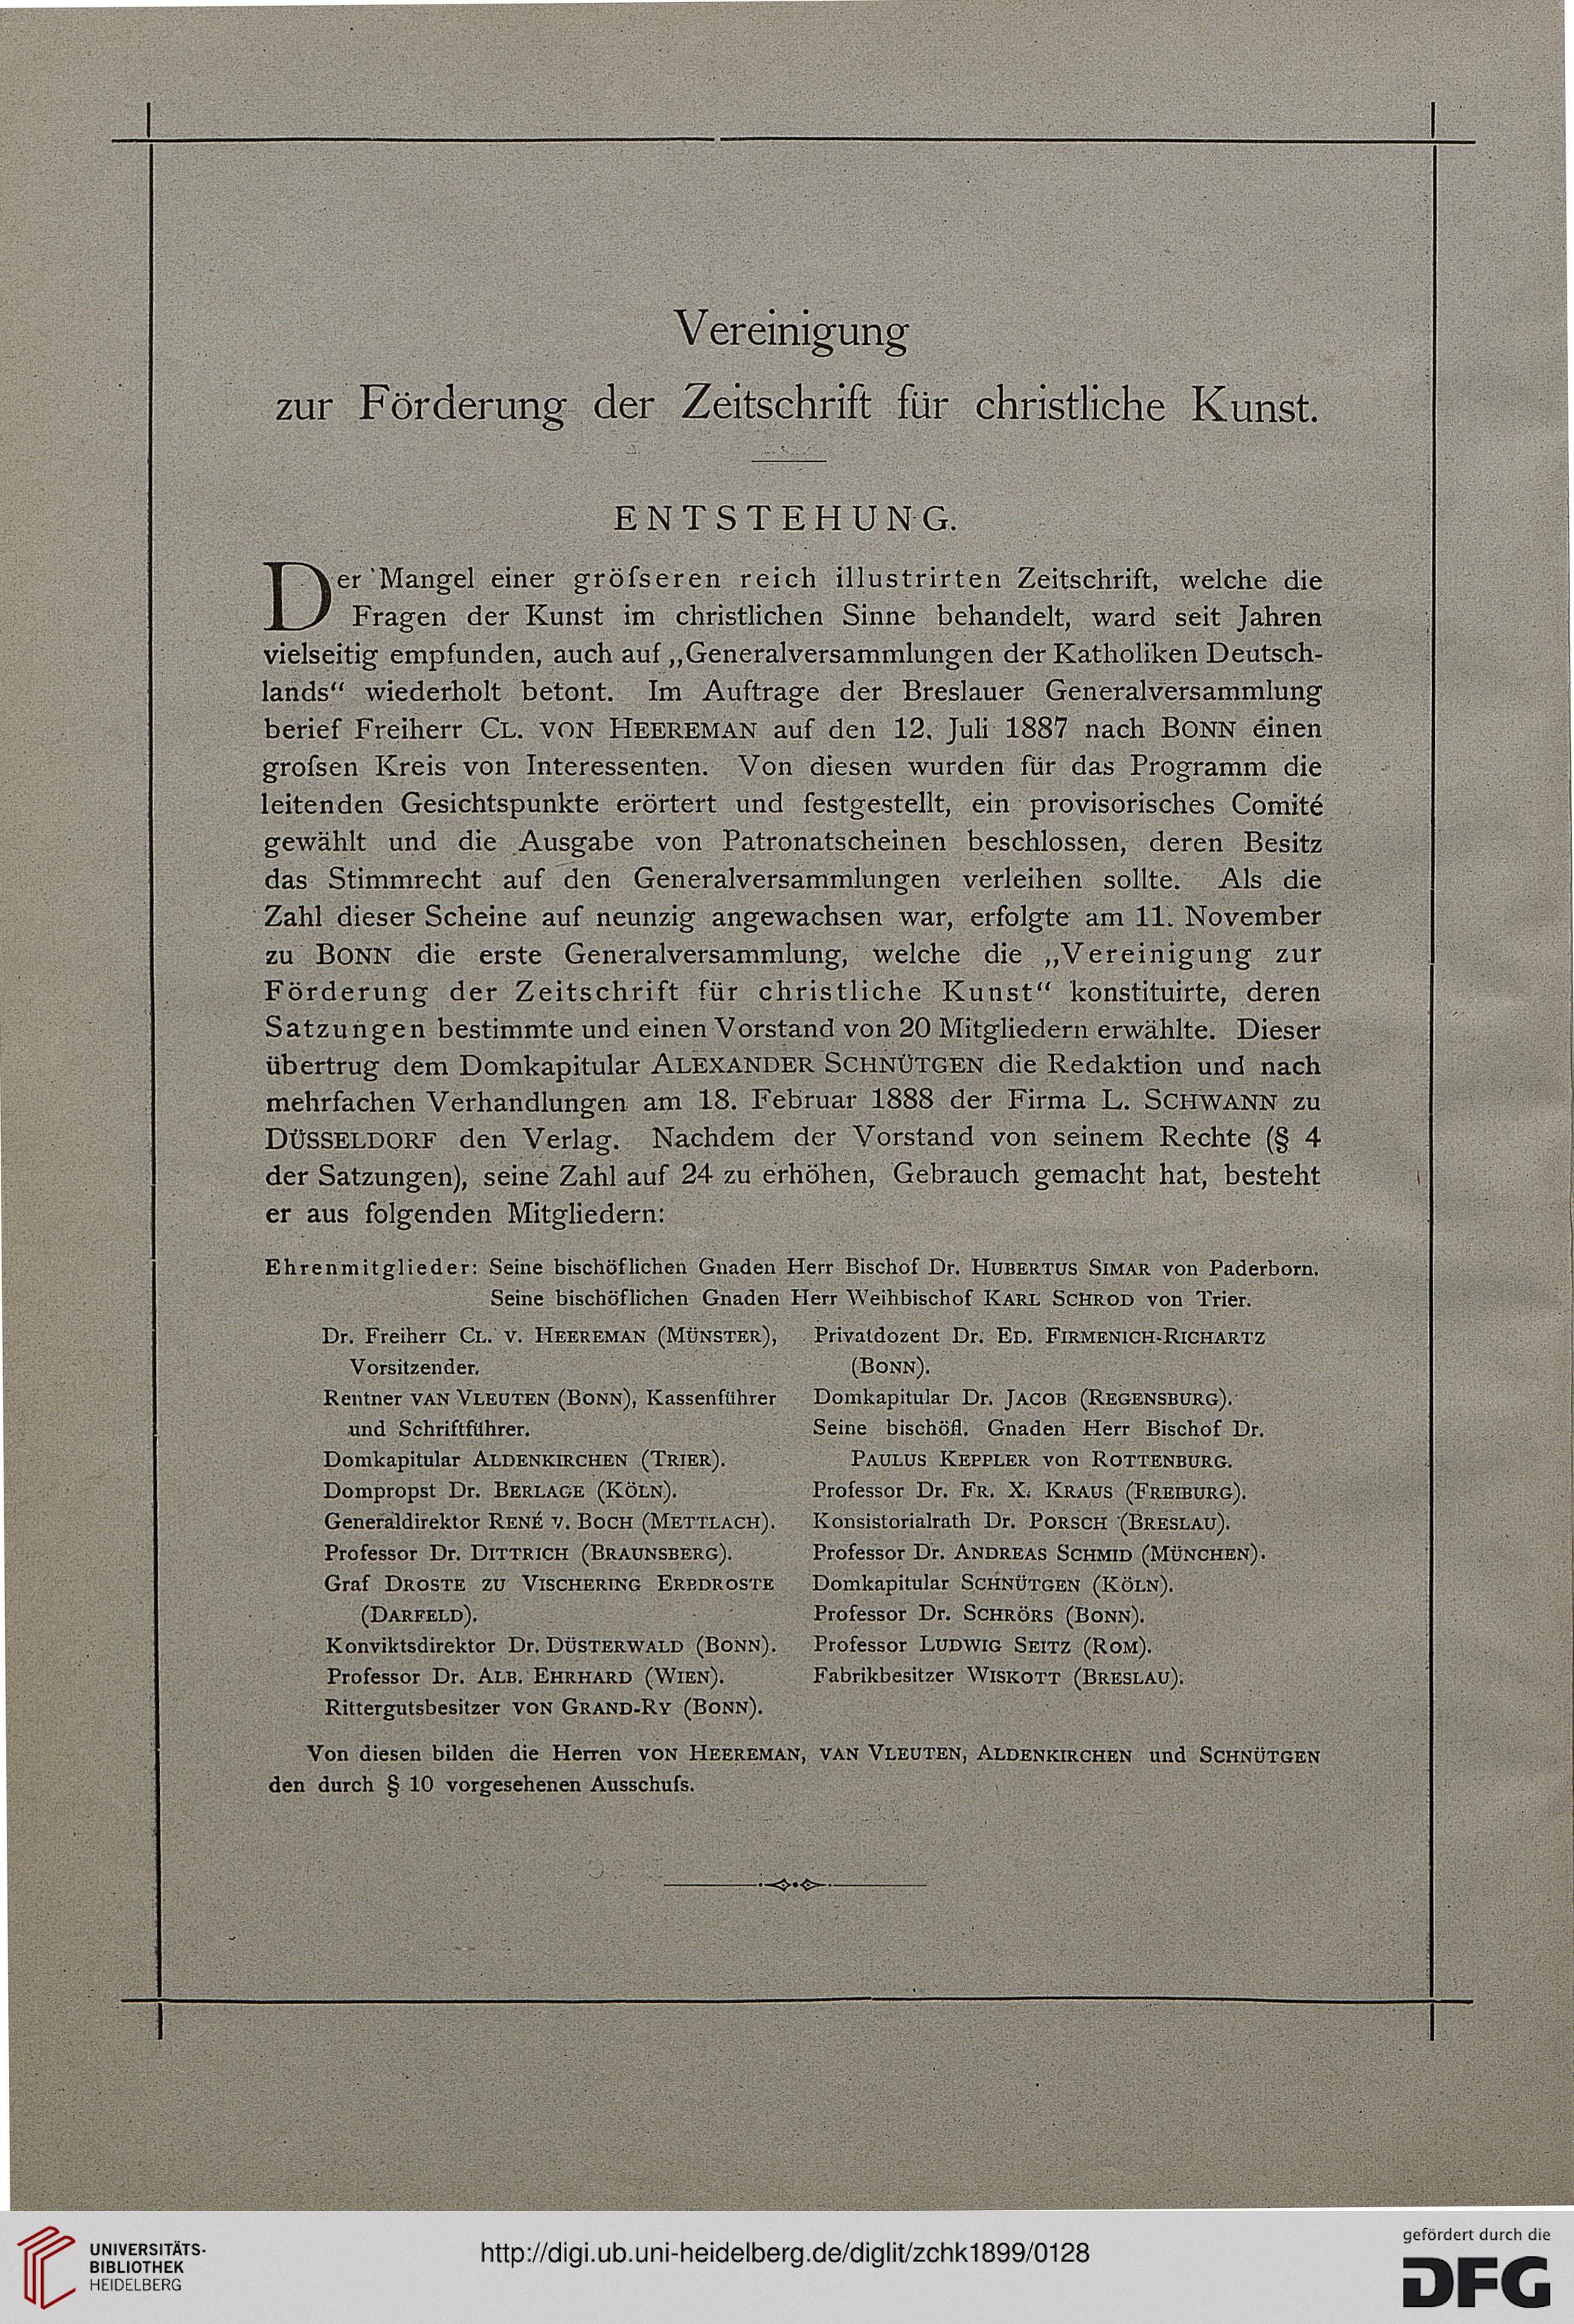 Vereinigung
zur Förderung der Zeitschrift für christliche Kunst.
ENTSTEHUNG.
Der Mangel einer gröfseren reich illustrirten Zeitschrift, welche die
Fragen der Kunst im christlichen Sinne behandelt, ward seit Jahren
vielseitig empfunden, auch auf „Generalversammlungen der Katholiken Deutsch-
lands“ wiederholt betont. Im Auftrage der Breslauer Generalversammlung
berief Freiherr CL. VON HEEREMAN auf den 12. Juli 1887 nach BONN einen
grofsen Kreis von Interessenten. Von diesen wurden für das Programm die
leitenden Gesichtspunkte erörtert und festgestellt, ein provisorisches Comité
gewählt und die Ausgabe von Patronatscheinen beschlossen, deren Besitz
das Stimmrecht auf den Generalversammlungen verleihen sollte. Als die
Zahl dieser Scheine auf neunzig angewachsen war, erfolgte am 11. November
zu BONN die erste Generalversammlung, welche die „Vereinigung zur
Förderung der Zeitschrift für christliche Kunst“ konstituirte, deren
Satzungen bestimmte und einen Vorstand von 20 Mitgliedern erwählte. Dieser
übertrug dem Domkapitular ALEXANDER SCHNÜTGEN die Redaktion und nach
mehrfachen Verhandlungen am 18. Februar 1888 der Firma L. SCHWANN zu
DÜSSELDORF den Verlag. Nachdem der Vorstand von seinem Rechte (§ 4
der Satzungen), seine Zahl auf 24 zu erhöhen, Gebrauch gemacht hat, besteht
er aus folgenden Mitgliedern:
Ehrenmitglieder: Seine bischöflichen Gnaden Herr Bischof Dr. HUBERTUS SIMAR von Paderborn.
Seine bischöflichen Gnaden Herr Weihbischof KARL SCHROD von Trier.
Dr. Freiherr CL. V. HEEREMAN (MÜNSTER),
Vorsitzender.
Rentner VAN VLEUTEN (BONN), Kassenführer
und Schriftführer.
Domkapitular ALDENKIRCHEN (TRIER).
Dompropst Dr. BERLAGE (KÖLN).
Generaldirektor RENÉ V. BOCH (METTLACH).
Professor Dr. DITTRICH (BRAUNSBERG).
Graf DROSTE ZU VISCHERING ERBDROSTE
(DARFELD).
Konviktsdirektor Dr. DÜSTERWALD (BONN).
Professor Dr. ALB. EHRHARD (WIEN).
Rittergutsbesitzer VON GRAND-RY (BONN).
Privatdozent Dr. ED. FIRMENICH-RICHARTZ
(BONN).
Domkapitular Dr. JACOB (REGENSBURG).
Seine bischöfl. Gnaden Herr Bischof Dr.
PAULUS KEPPLER von ROTTENBURG.
Professor Dr. FR. X. KRAUS (FREIBURG).
Konsistorialrath Dr. PORSCH (BRESLAU).
Professor Dr. ANDREAS SCHMID (MÜNCHEN).
Domkapitular SCHNÜTGEN (KÖLN).
Professor Dr. SCHRÖRS (BONN).
Professor LUDWIG SEITZ (ROM).
Fabrikbesitzer WISKOTT (BRESLAU).
Von diesen bilden die Herren VON HEEREMAN, VAN VLEUTEN, ALDENKIRCHEN und SCHNÜTGEN
den durch § 10 vorgesehenen Ausschufs.
UNIVERSITÄTS-
BIBLIOTHEK
HEIDELBERG
http://digi.ub.uni-heidelberg.de/diglit/zchk1899/0128
gefördert durch die
DFG